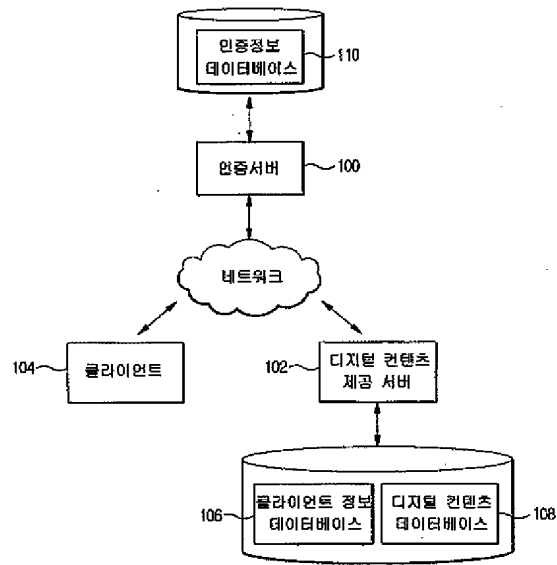 인증정보
데이터베이스
110
인증서버
100
네트워크
104
클라이언트
102
디지털 컨텐츠
제공 서버
106
클라이언트 정보
데이터베이스
디지털 컨텐츠
데이터베이스
108